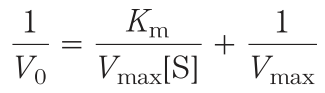 1/V₀ = Kₘ/Vₘₐₓ[S] + 1/Vₘₐₓ